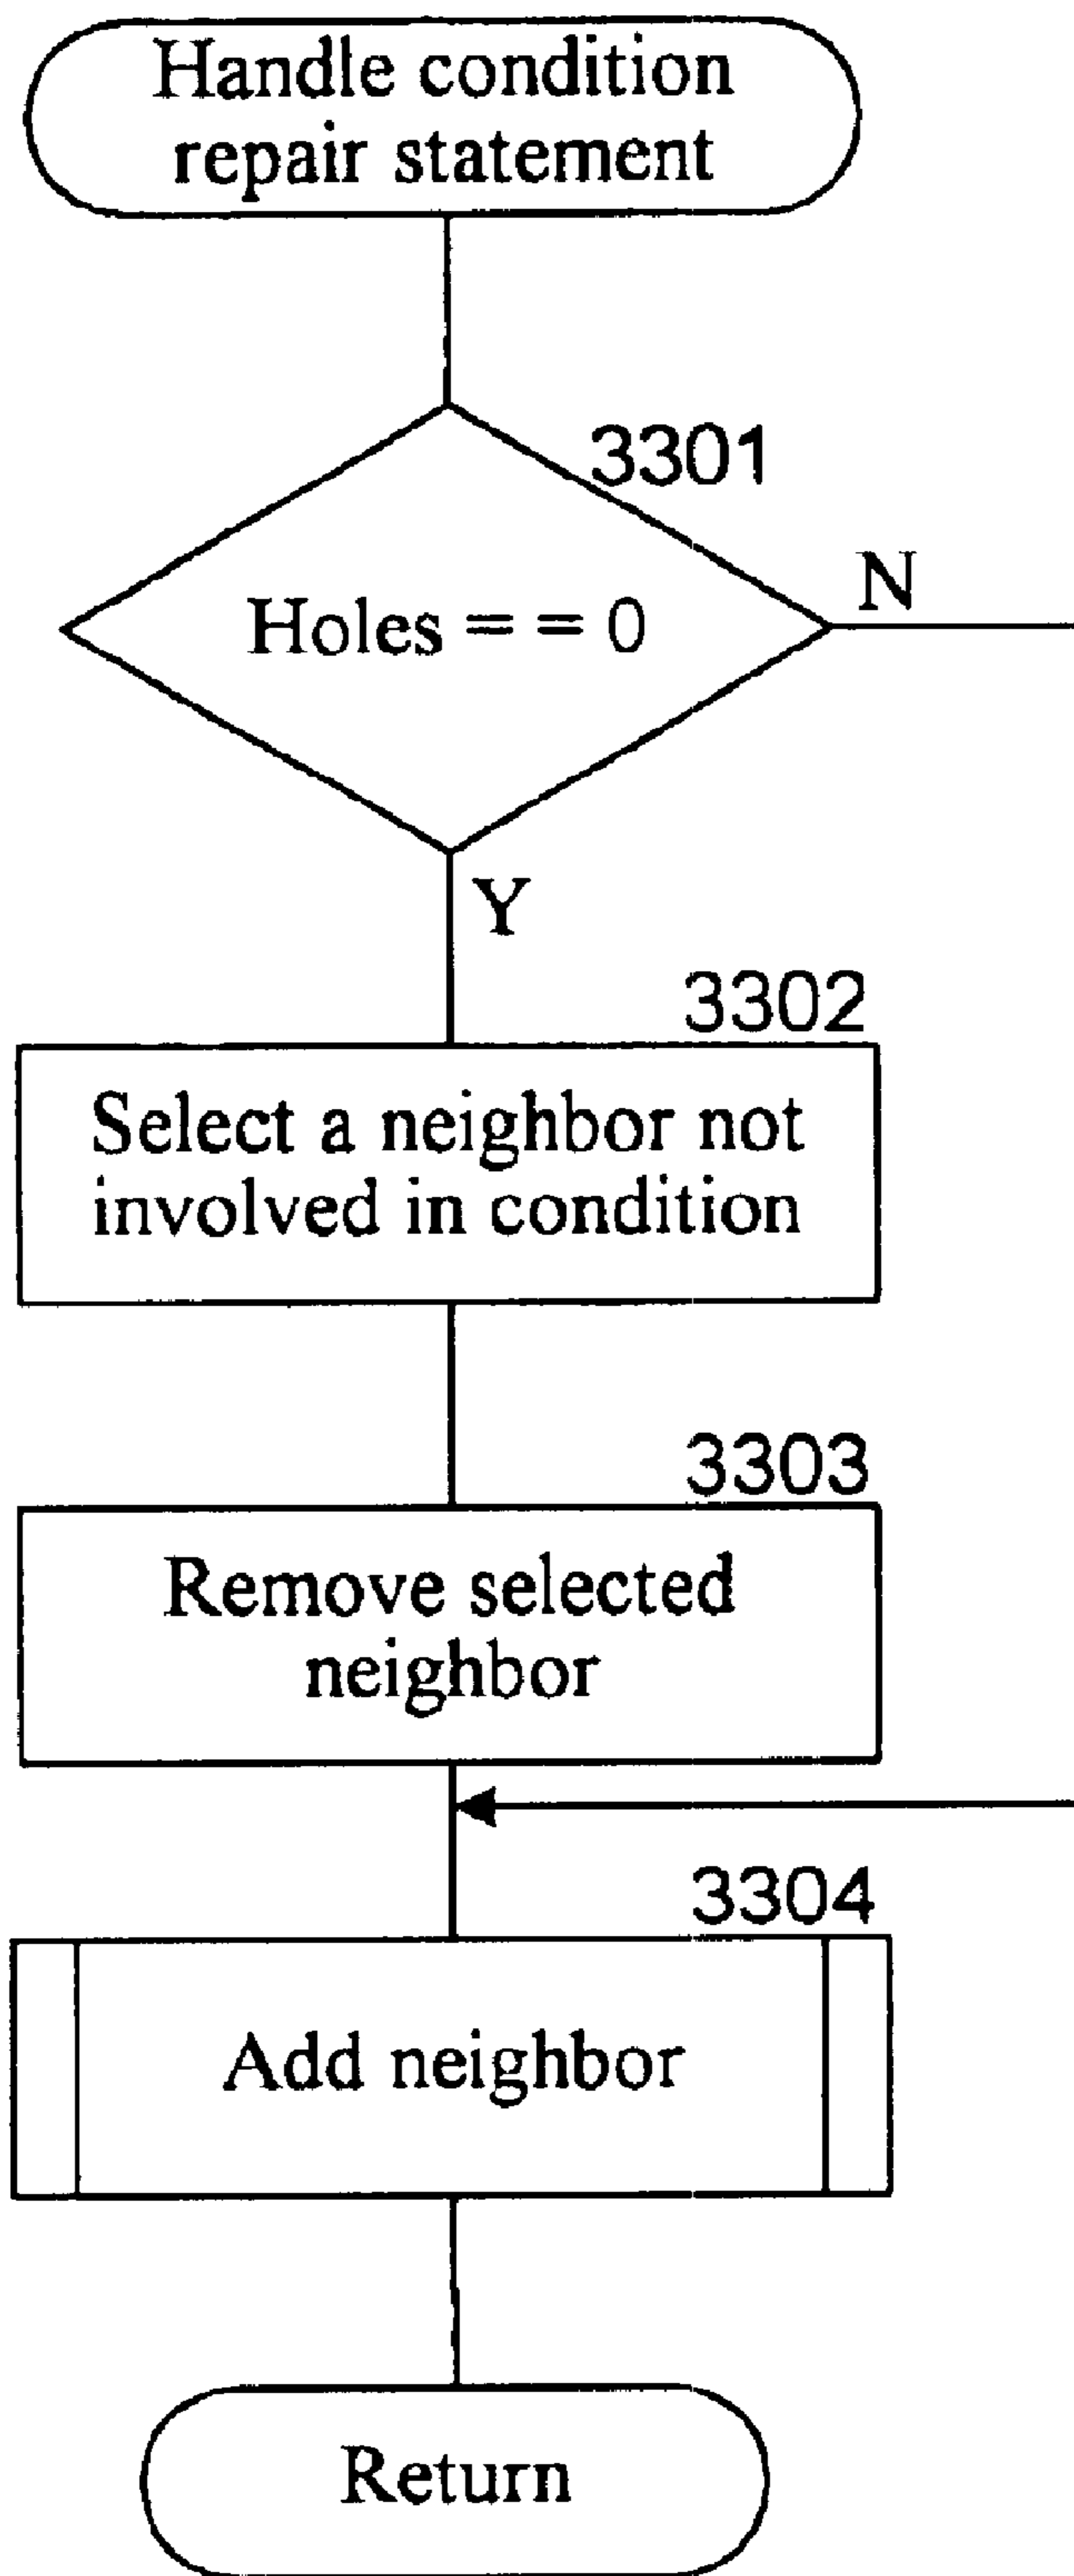 Handle condition
repair statement
3301
Holes = = 0
N
Y
3302
Select a neighbor not
involved in condition
3303
Remove selected
neighbor
3304
Add neighbor
Return